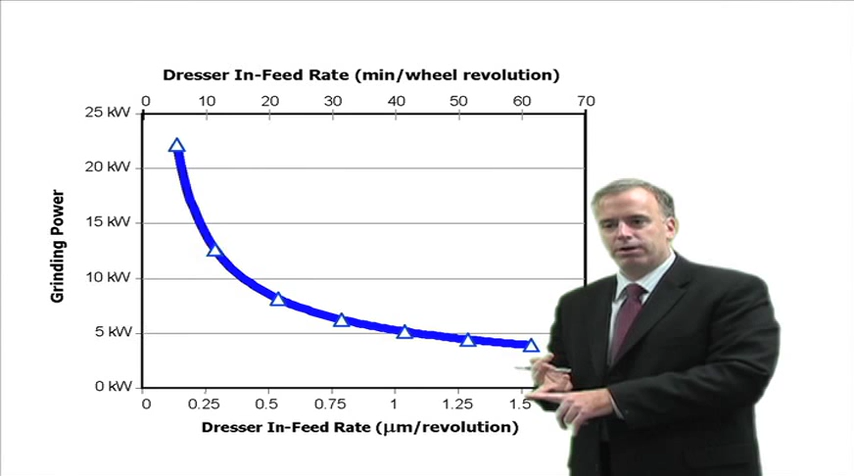 Dresser In-Feed Rate (min/wheel revolution)
0 10 20 30 40 50 60 70
25 kW
20 kW
15 kW
10 kW
5 kW
0 kW
Grinding Power
0 0.25 0.5 0.75 1 1.25 1.5
Dresser In-Feed Rate (μm/revolution)